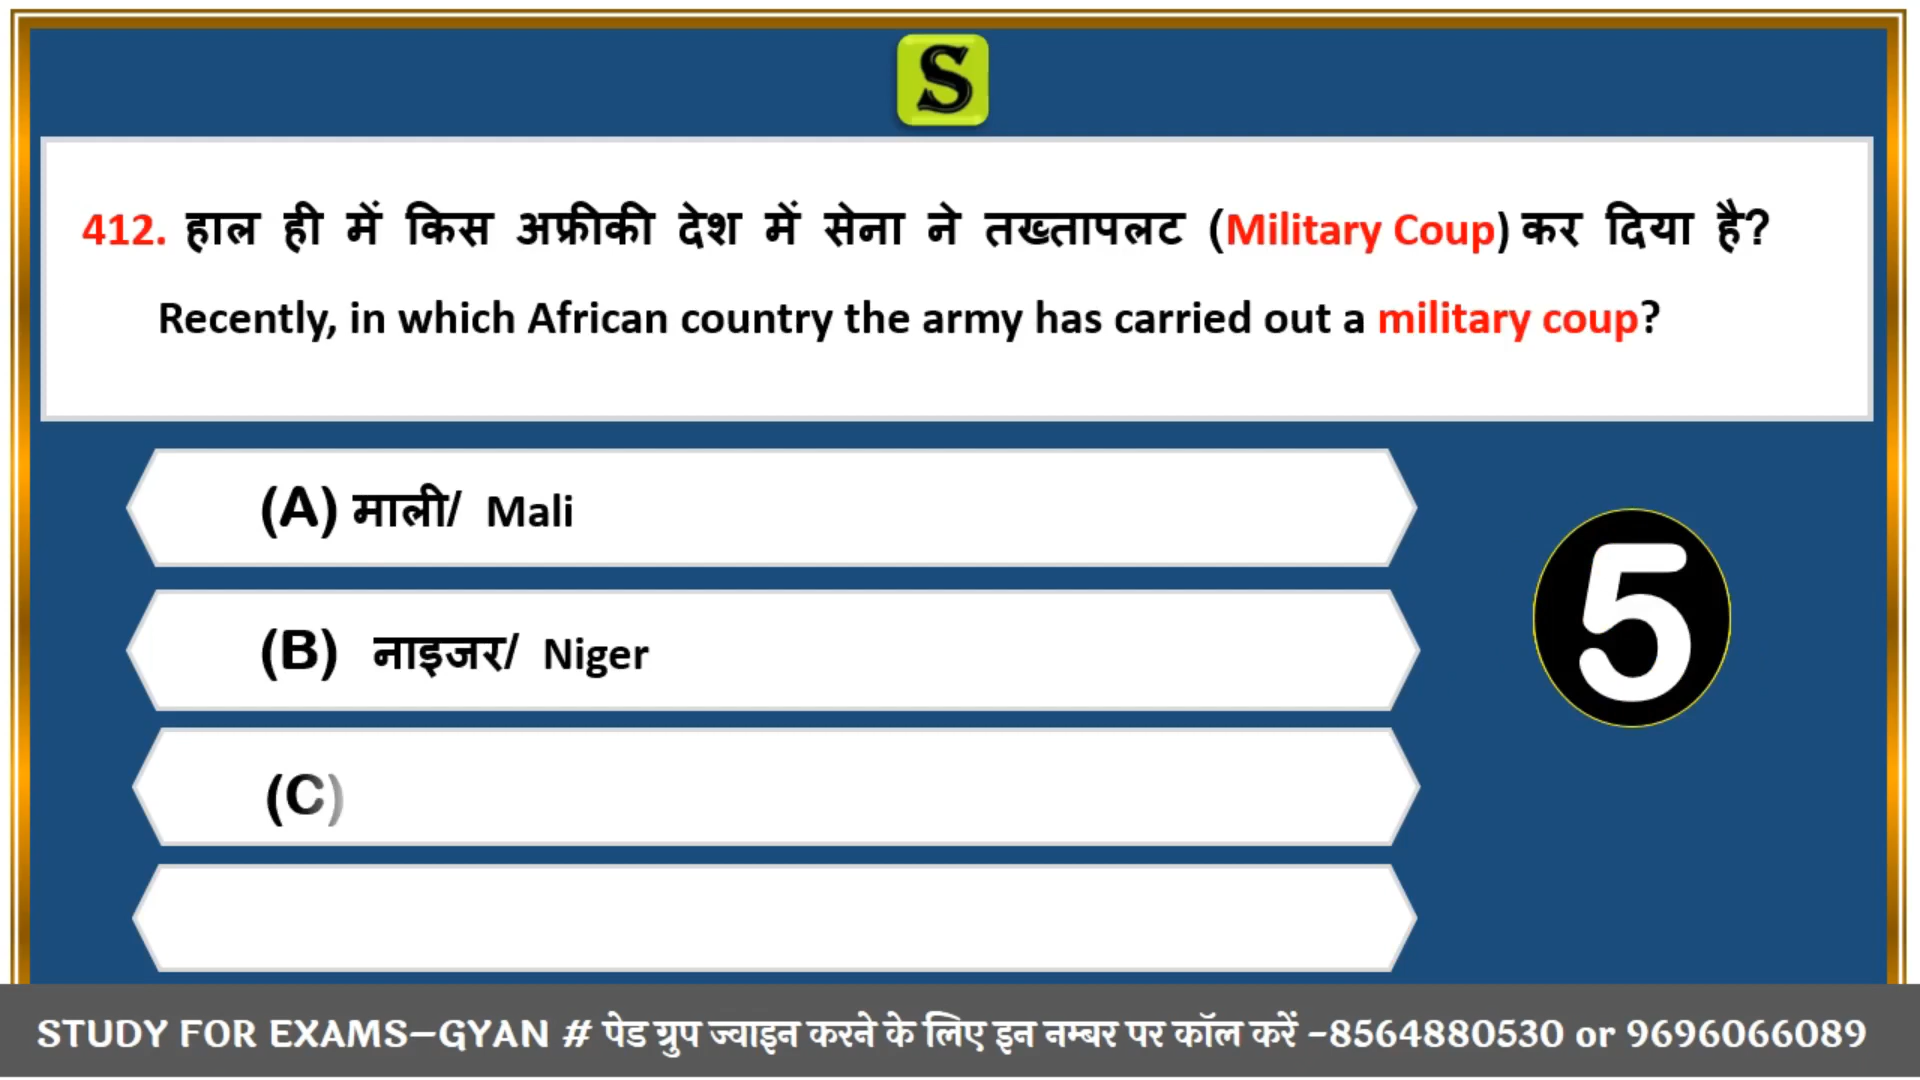 S
412. हाल ही में किस अफ्रीकी देश में सेना ने तख्तापलट (Military Coup) कर दिया है?
Recently, in which African country the army has carried out a military coup?
(A) माली/ Mali
(B) नाइजर/ Niger
5
(C)
STUDY FOR EXAMS–GYAN # पेड ग्रुप ज्वाइन करने के लिए इन नम्बर पर कॉल करें -8564880530 or 9696066089